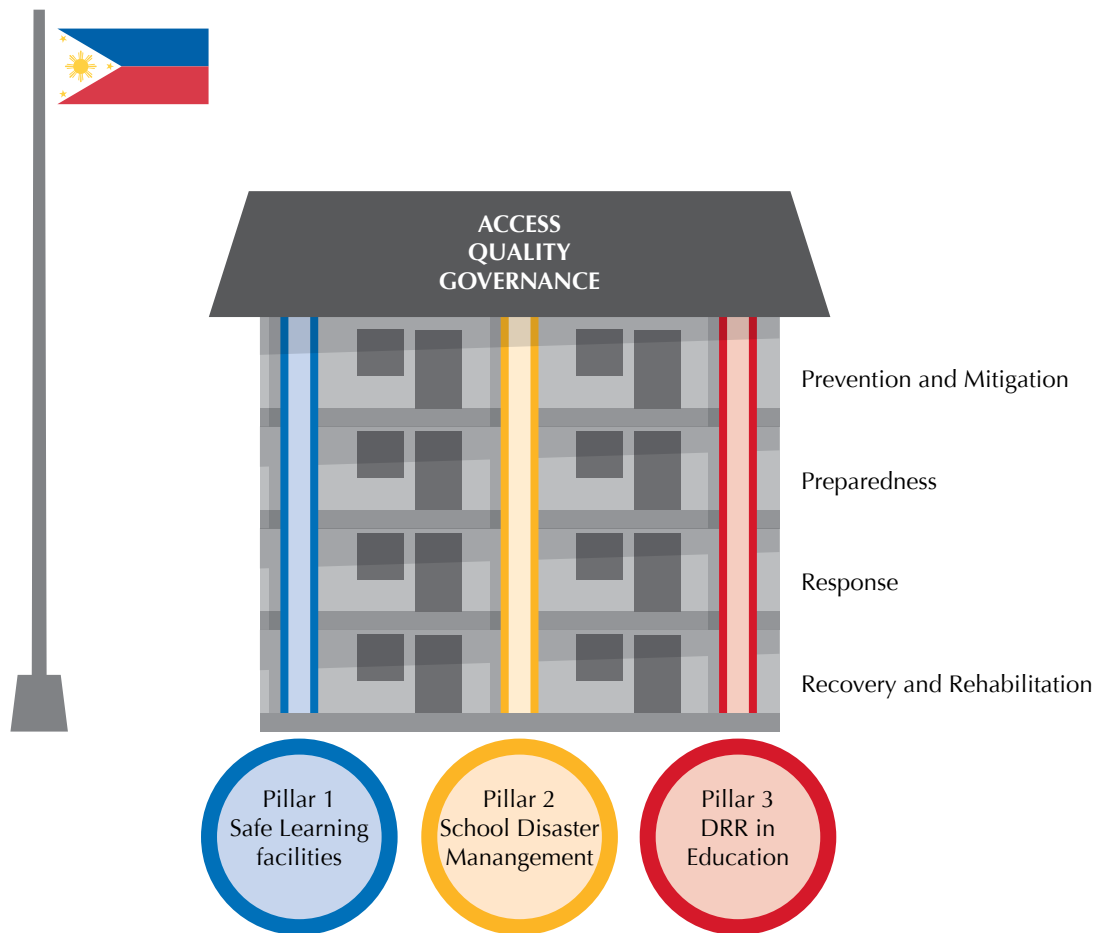 ACCESS
QUALITY
GOVERNANCE
Prevention and Mitigation
Preparedness
Response
Recovery and Rehabilitation
Pillar 1
Safe Learning
facilities
Pillar 2
School Disaster
Manangement
Pillar 3
DRR in
Education